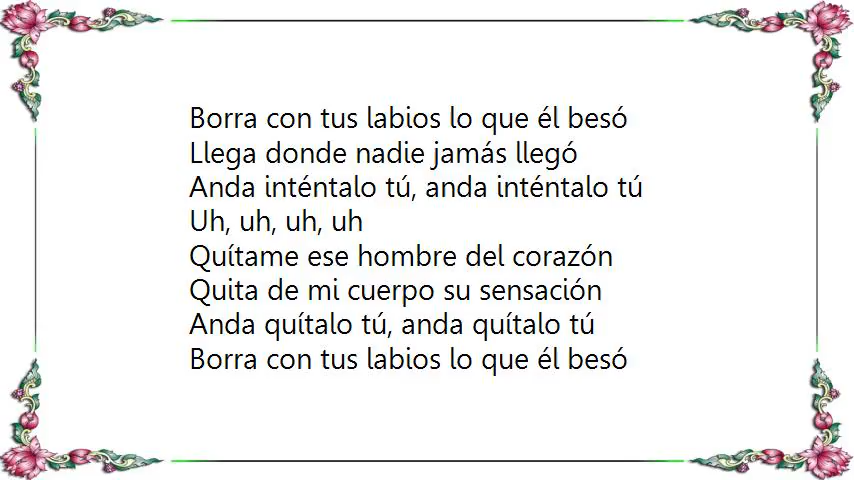 Borra con tus labios lo que él besó
Llega donde nadie jamás llegó
Anda inténtalo tú, anda inténtalo tú
Uh, uh, uh, uh
Quítame ese hombre del corazón
Quita de mi cuerpo su sensación
Anda quítalo tú, anda quítalo tú
Borra con tus labios lo que él besó